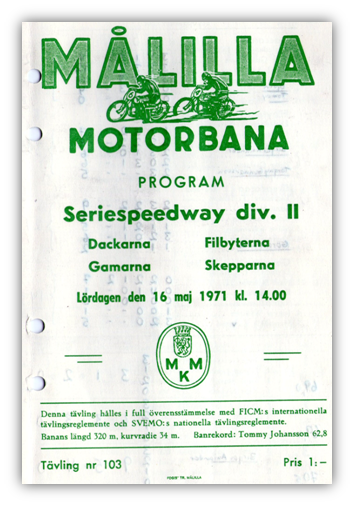 MÅLILLA
MOTORBANA
PROGRAM
Seriespeedway div. II
Dackarna Filbyterna
Gamarna Skepparna
Lördagen den 16 maj 1971 kl. 14.00
M M
K
Denna tävling hålles i full överensstämmelse med FICM:s internationella
tävlingsreglemente och SVEMO:s nationella tävlingsreglemente.
Banans längd 320 m, kurvradie 34 m. Banrekord: Tommy Johansson 62,8
Tävling nr 103 Pris 1:–